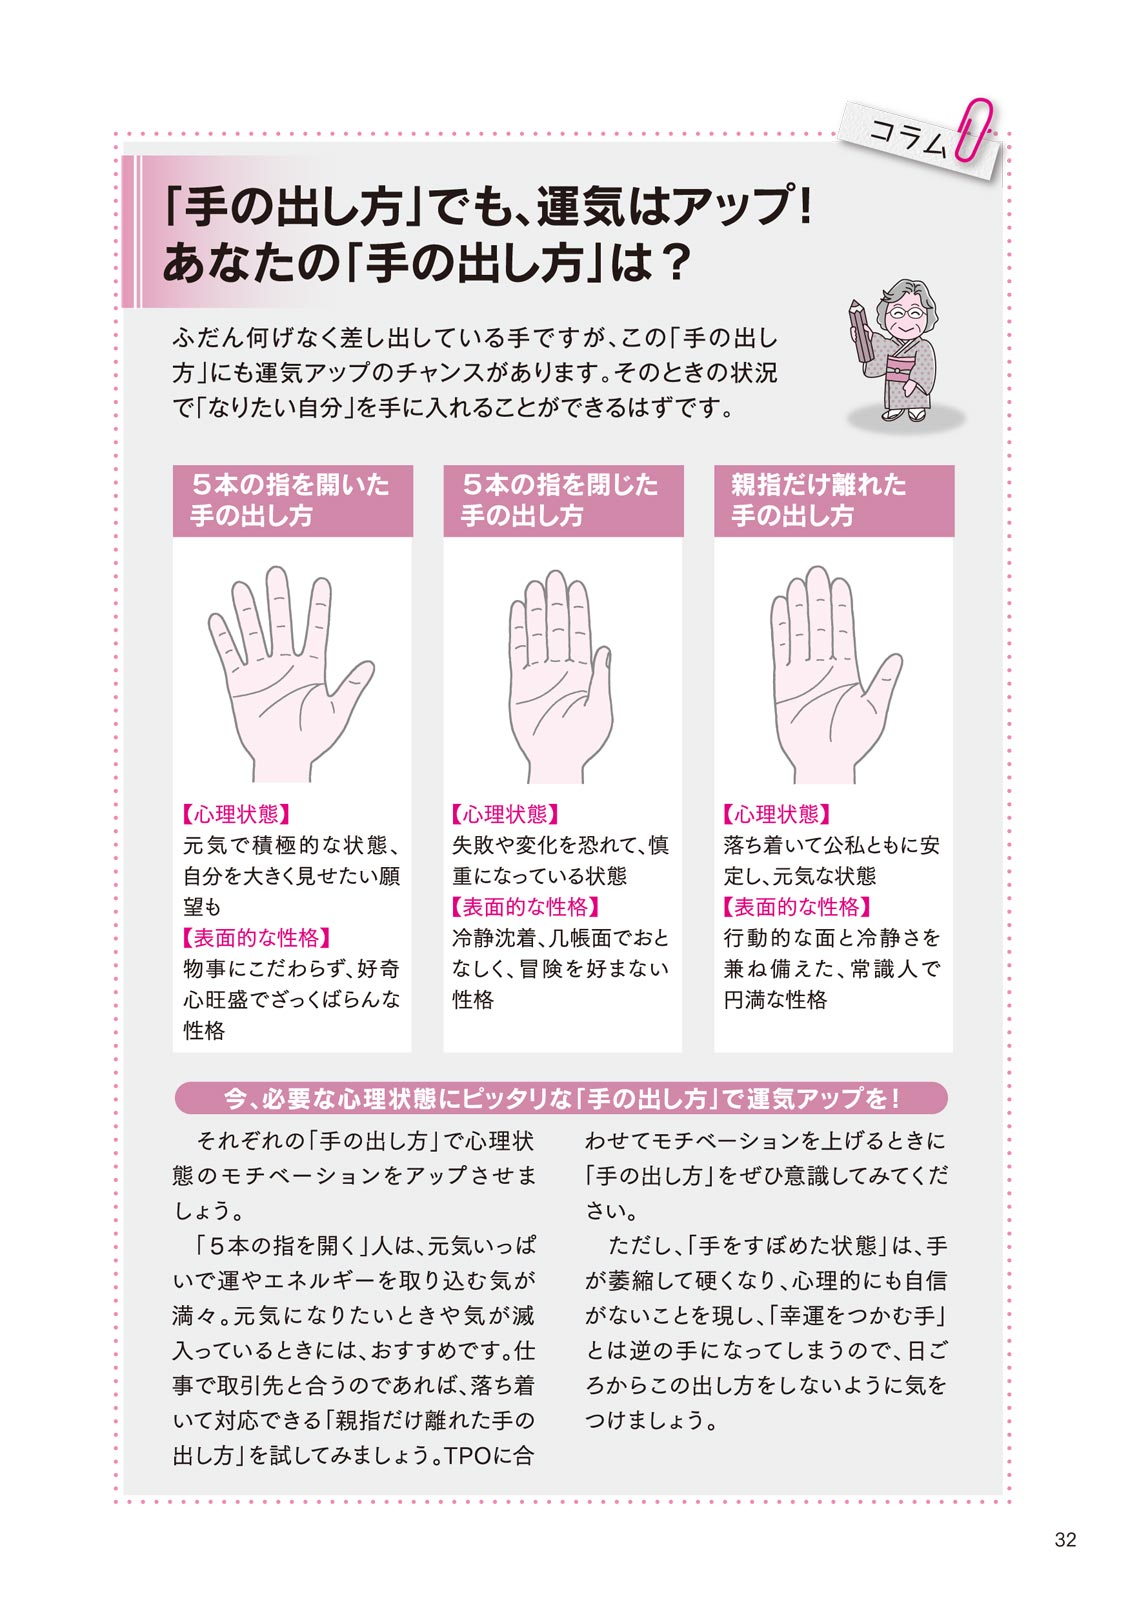 コラム
「手の出し方」でも、運気はアップ！
あなたの「手の出し方」は？
ふだん何げなく差し出している手ですが、この「手の出し
方」にも運気アップのチャンスがあります。そのときの状況
で「なりたい自分」を手に入れることができるはずです。
５本の指を開いた
手の出し方
【心理状態】
元気で積極的な状態、
自分を大きく見せたい願
望も
【表面的な性格】
物事にこだわらず、好奇
心旺盛でざっくばらんな
性格
５本の指を閉じた
手の出し方
【心理状態】
失敗や変化を恐れて、慎
重になっている状態
【表面的な性格】
冷静沈着、几帳面でおと
なしく、冒険を好まない
性格
親指だけ離れた
手の出し方
【心理状態】
落ち着いて公私ともに安
定し、元気な状態
【表面的な性格】
行動的な面と冷静さを
兼ね備えた、常識人で
円満な性格
今、必要な心理状態にピッタリな「手の出し方」で運気アップを！
それぞれの「手の出し方」で心理状
態のモチベーションをアップさせま
しょう。
「５本の指を開く」人は、元気いっぱ
いで運やエネルギーを取り込む気が
満々。元気になりたいときや気が滅
入っているときには、おすすめです。仕
事で取引先と合うのであれば、落ち着
いて対応できる「親指だけ離れた手の
出し方」を試してみましょう。TPOに合
わせてモチベーションを上げるときに
「手の出し方」をぜひ意識してみてくだ
さい。
ただし、「手をすぼめた状態」は、手
が萎縮して硬くなり、心理的にも自信
がないことを現し、「幸運をつかむ手」
とは逆の手になってしまうので、日ご
ろからこの出し方をしないように気を
つけましょう。
32